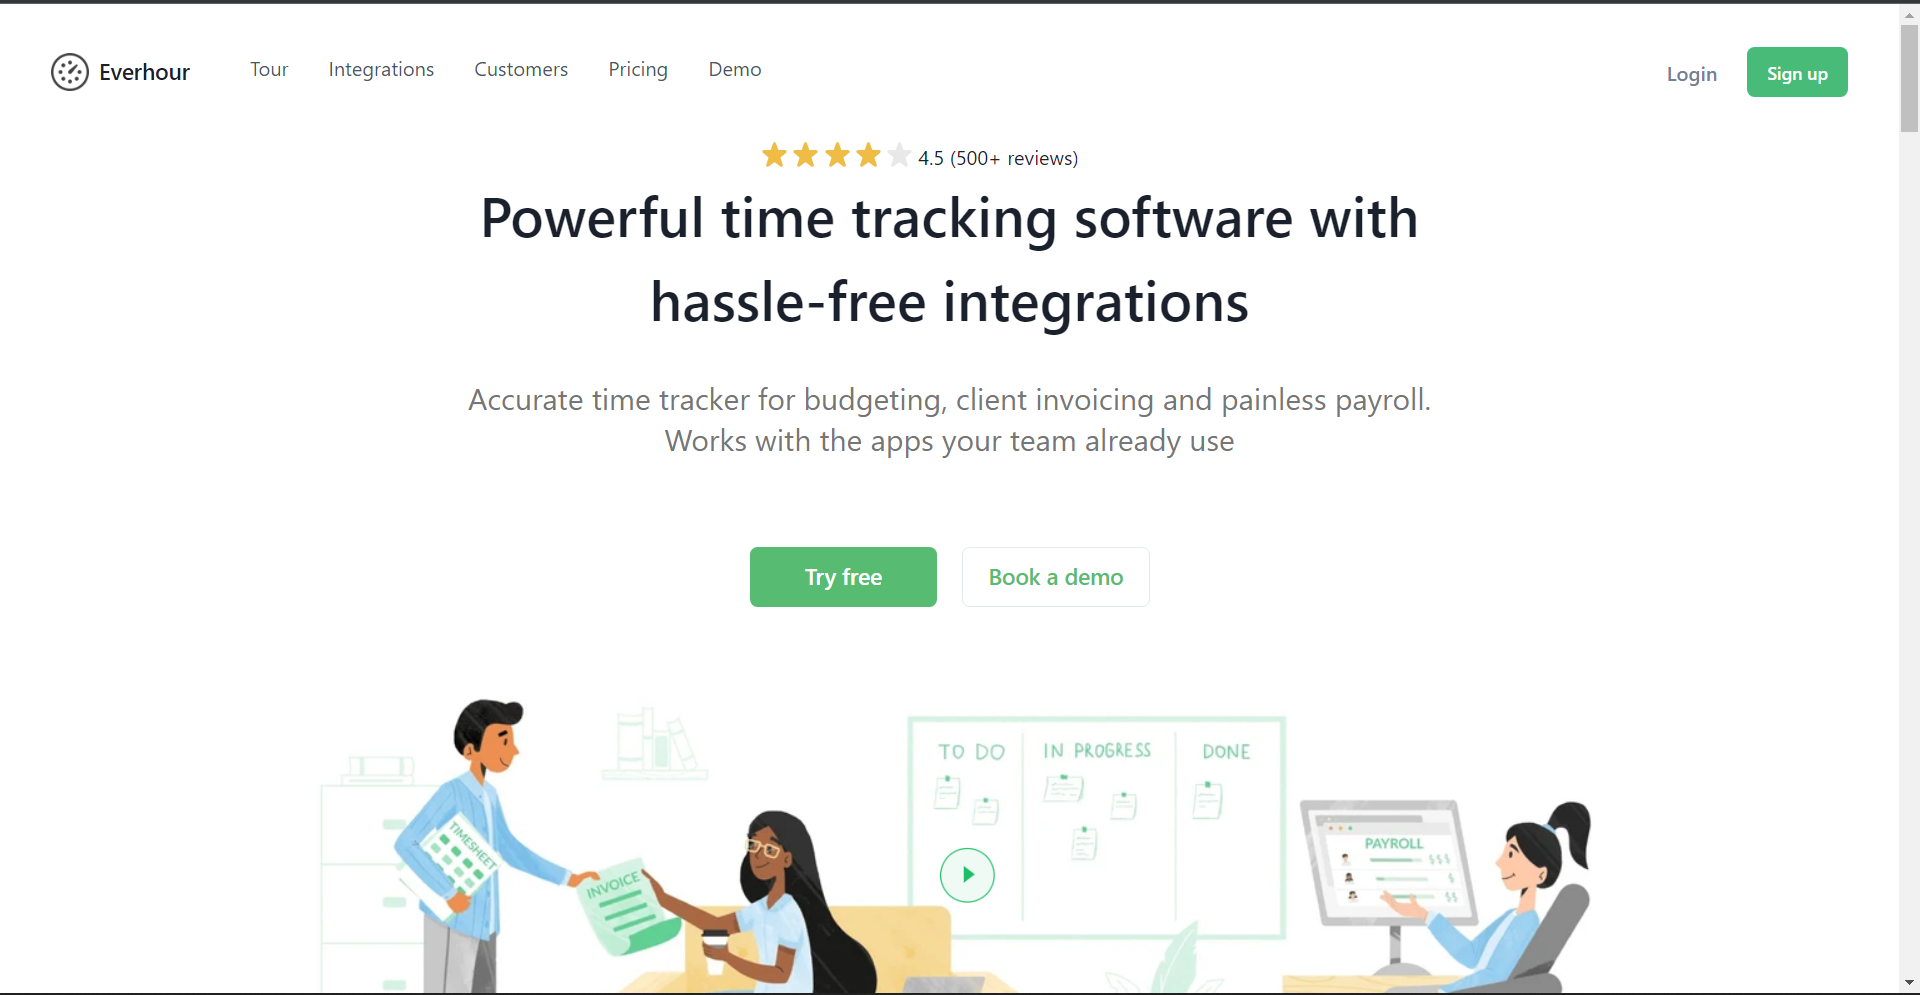 Everhour
Tour
Integrations
Customers
Pricing
Demo
Login
Sign up
4.5 (500+ reviews)
Powerful time tracking software with
hassle-free integrations
Accurate time tracker for budgeting, client invoicing and painless payroll.
Works with the apps your team already use
Try free
Book a demo
TO DO
IN PROGRESS
DONE
TIMESHEET
INVOICE
PAYROLL
$$$
$
$$